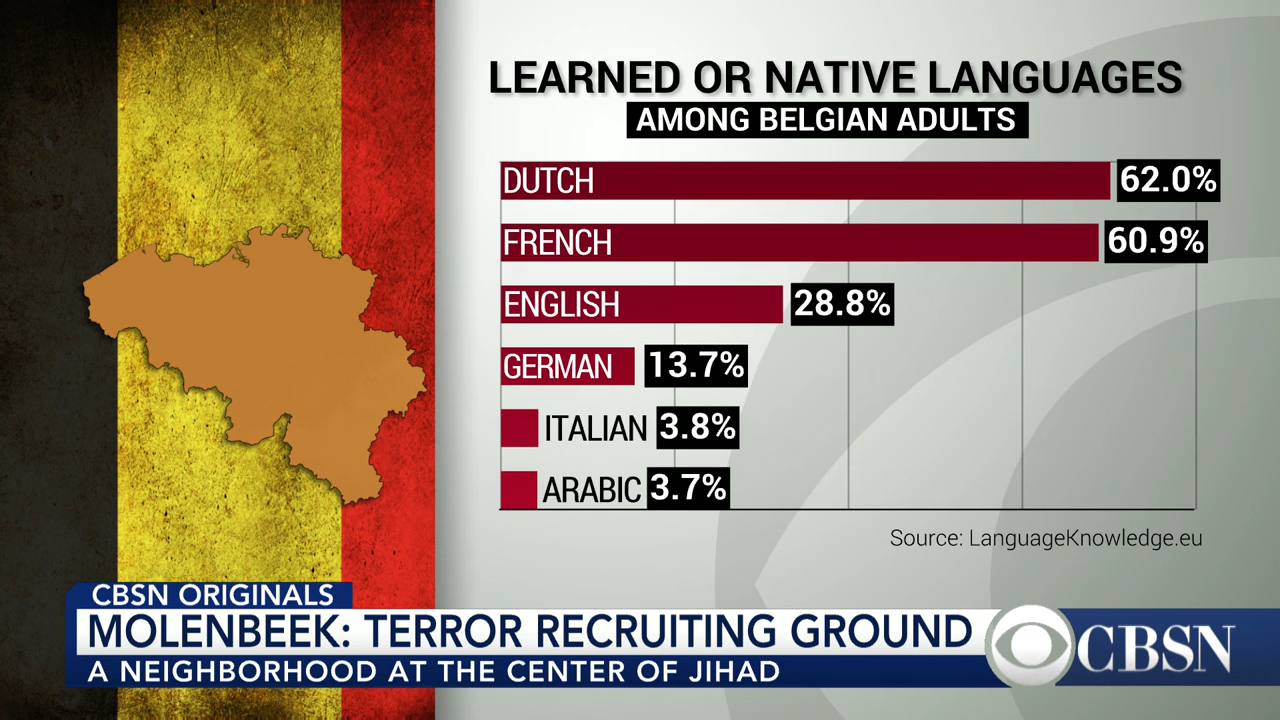 LEARNED OR NATIVE LANGUAGES
AMONG BELGIAN ADULTS
DUTCH 62.0%
FRENCH 60.9%
ENGLISH 28.8%
GERMAN 13.7%
ITALIAN 3.8%
ARABIC 3.7%
Source: LanguageKnowledge.eu
CBSN ORIGINALS
MOLENBEEK: TERROR RECRUITING GROUND
A NEIGHBORHOOD AT THE CENTER OF JIHAD
CBSN